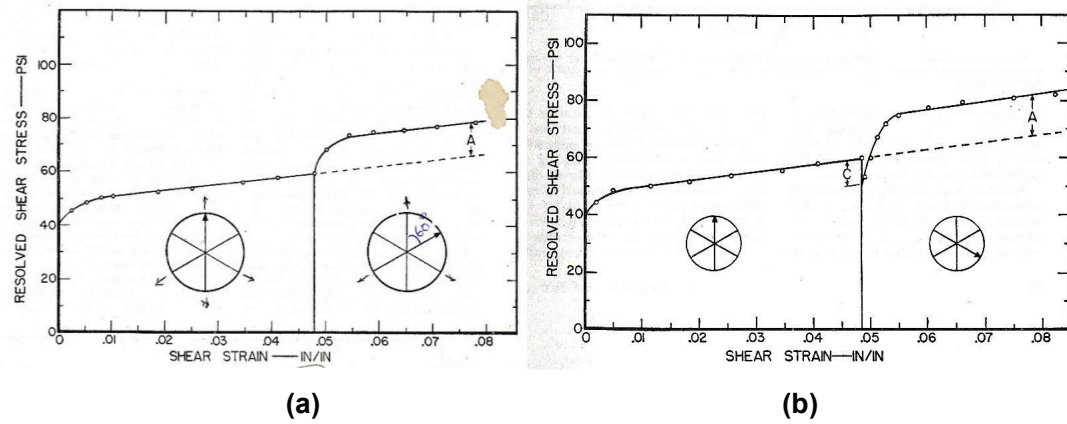 RESOLVED SHEAR STRESS — PSI
100
80
60
40
20
0
A
60°
0 .01 .02 .03 .04 .05 .06 .07 .08
SHEAR STRAIN — IN/IN
(a)
RESOLVED SHEAR STRESS — PSI
100
80
60
40
20
0
C
A
0 .01 .02 .03 .04 .05 .06 .07 .08
SHEAR STRAIN — IN/IN
(b)